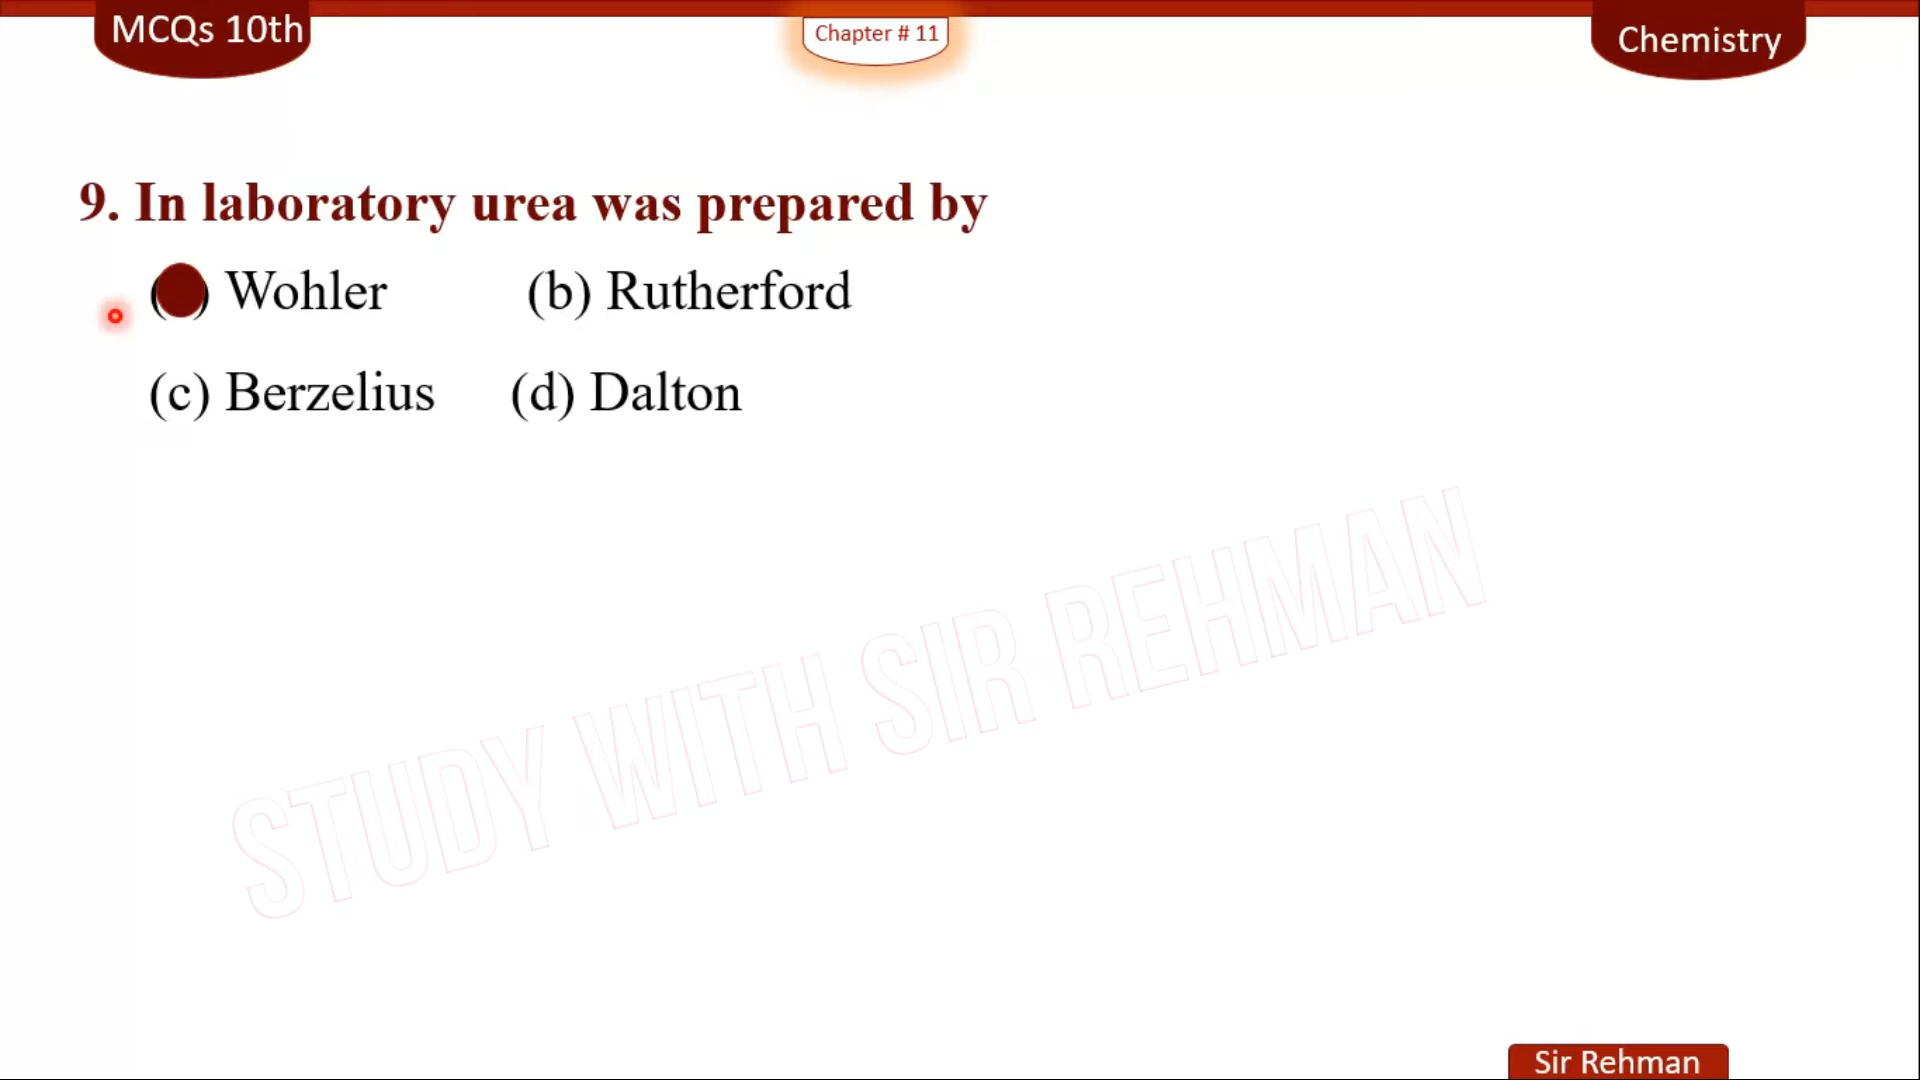 MCQs 10th
Chapter # 11
Chemistry
9. In laboratory urea was prepared by
( ) Wohler (b) Rutherford
(c) Berzelius (d) Dalton
STUDY WITH SIR REHMAN
Sir Rehman